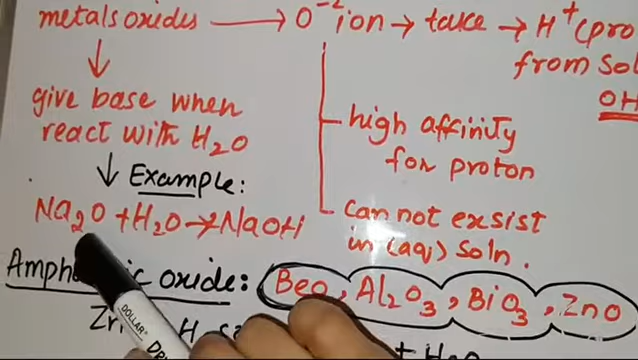 metals oxides → O⁻² ion → take → H⁺ (pro
from Sol
OH
give base when
react with H₂O
high affinity
for proton
Example:
Na₂O + H₂O → NaOH
can not exsist
in (aq) soln.
oxide: BeO, Al₂O₃, BiO₃, ZnO
DOLLAR